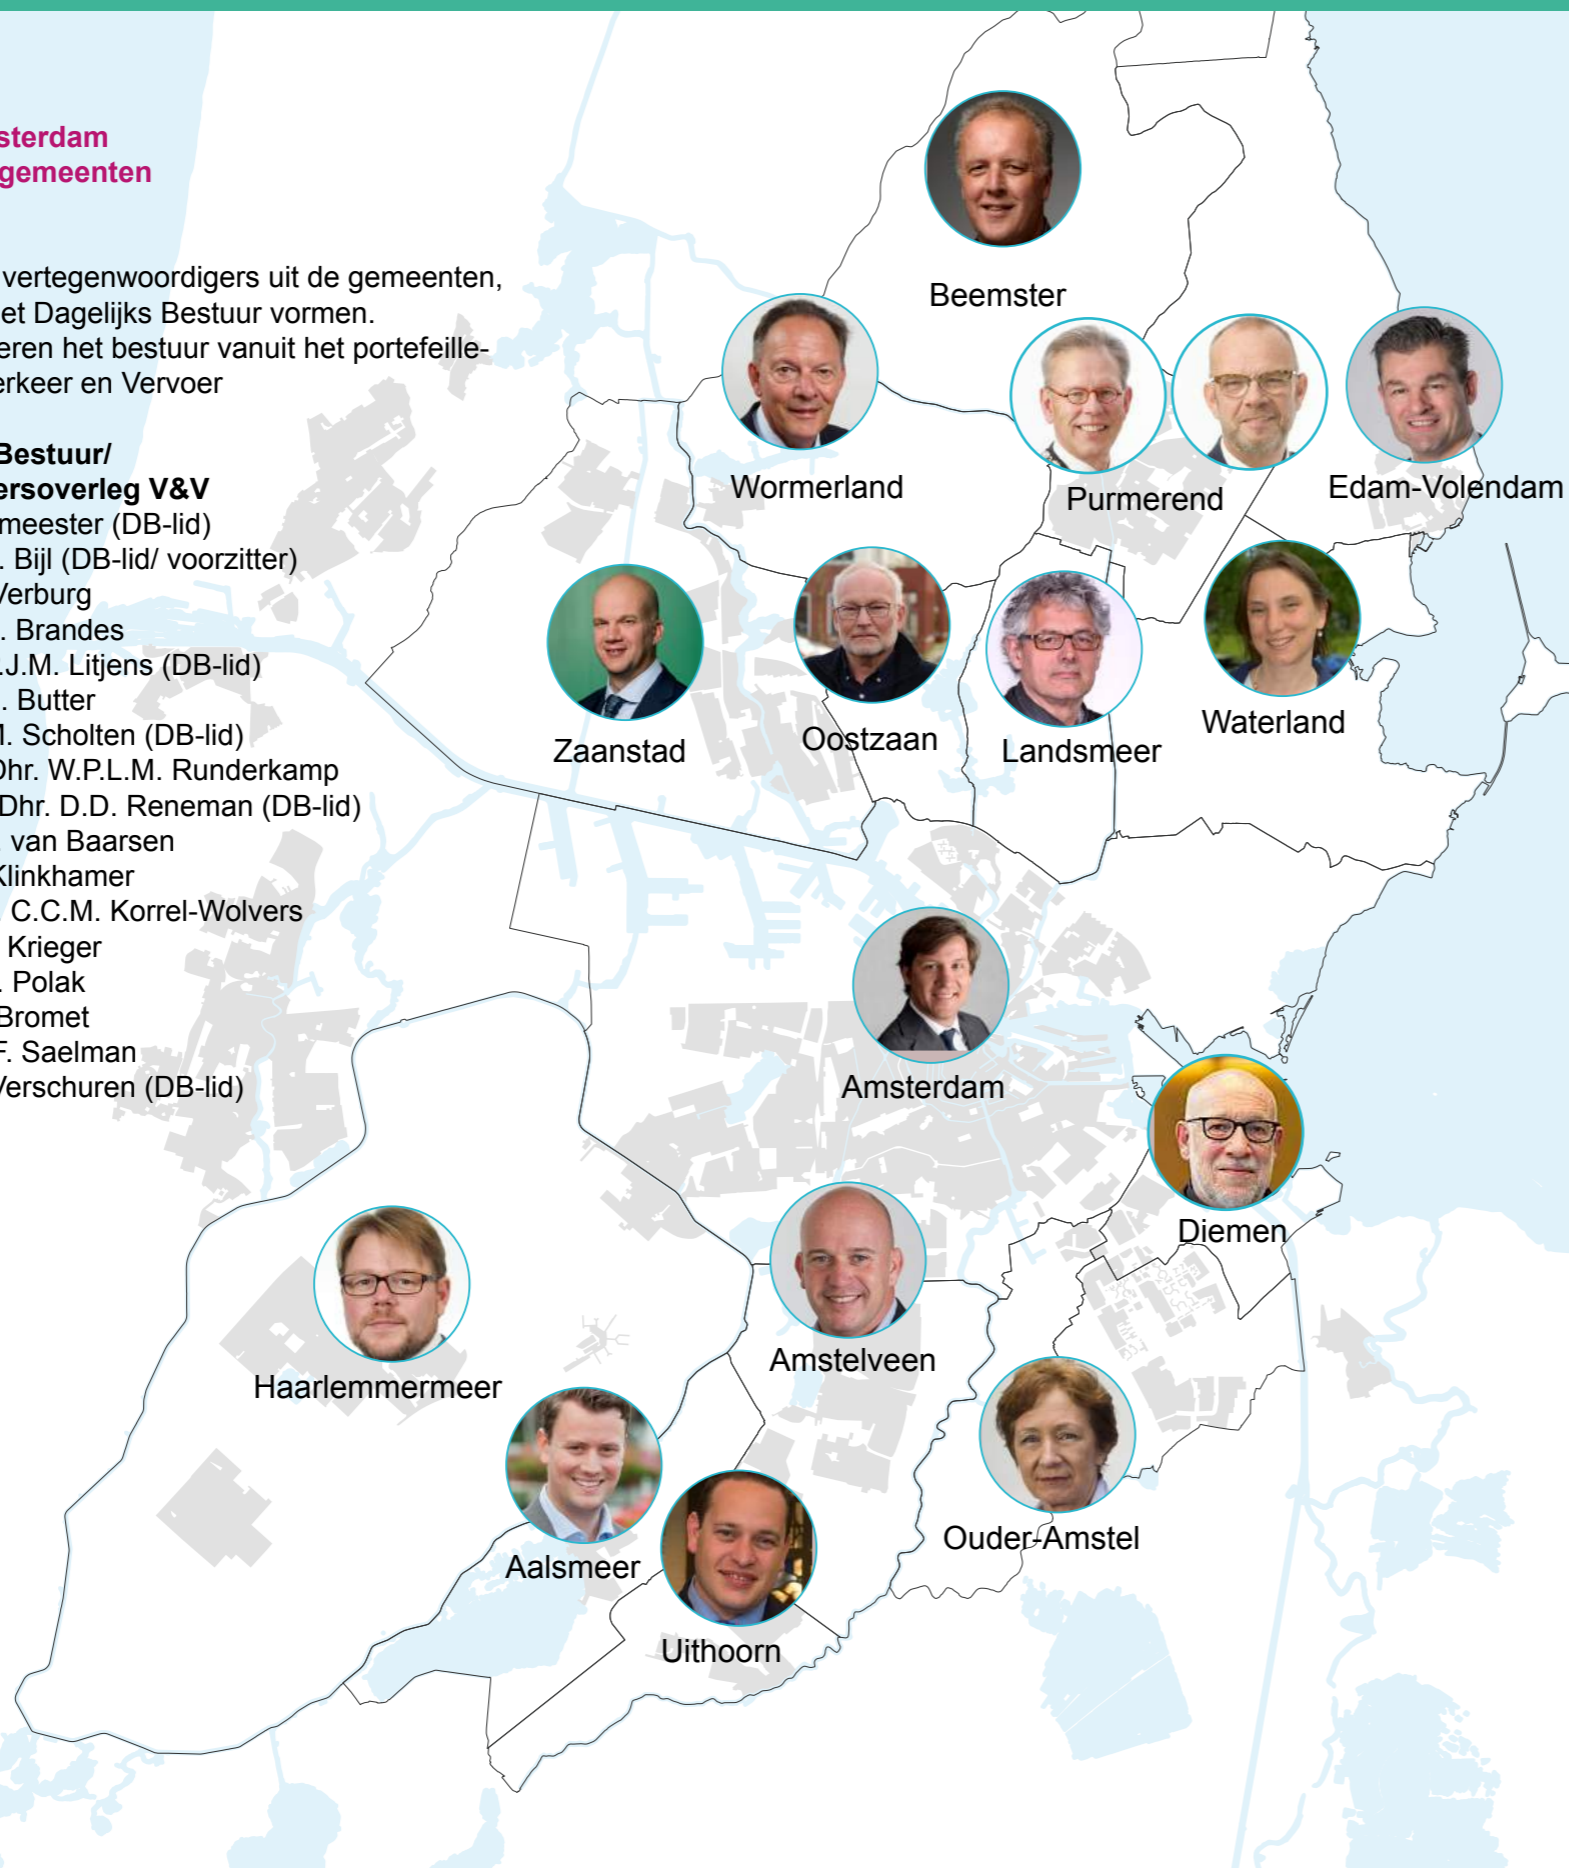 sterdam
gemeenten
vertegenwoordigers uit de gemeenten,
et Dagelijks Bestuur vormen.
eren het bestuur vanuit het portefeille-
erkeer en Vervoer
Bestuur/
ersoverleg V&V
meester (DB-lid)
. Bijl (DB-lid/ voorzitter)
Verburg
. Brandes
.J.M. Litjens (DB-lid)
. Butter
M. Scholten (DB-lid)
Dhr. W.P.L.M. Runderkamp
Dhr. D.D. Reneman (DB-lid)
. van Baarsen
Klinkhamer
. C.C.M. Korrel-Wolvers
Krieger
. Polak
Bromet
F. Saelman
Verschuren (DB-lid)
Beemster
Wormerland
Purmerend
Edam-Volendam
Zaanstad
Oostzaan
Landsmeer
Waterland
Amsterdam
Diemen
Haarlemmermeer
Amstelveen
Aalsmeer
Ouder-Amstel
Uithoorn